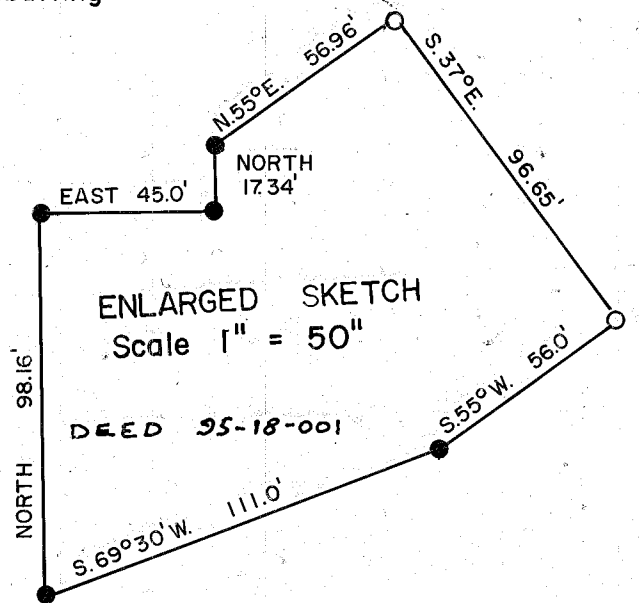 N.55°E. 56.96'
S.37°E. 96.65'
NORTH
17.34'
EAST 45.0'
ENLARGED SKETCH
Scale 1" = 50"
NORTH 98.16'
DEED 95-18-001
S.55°W. 56.0'
S.69°30'W. 111.0'